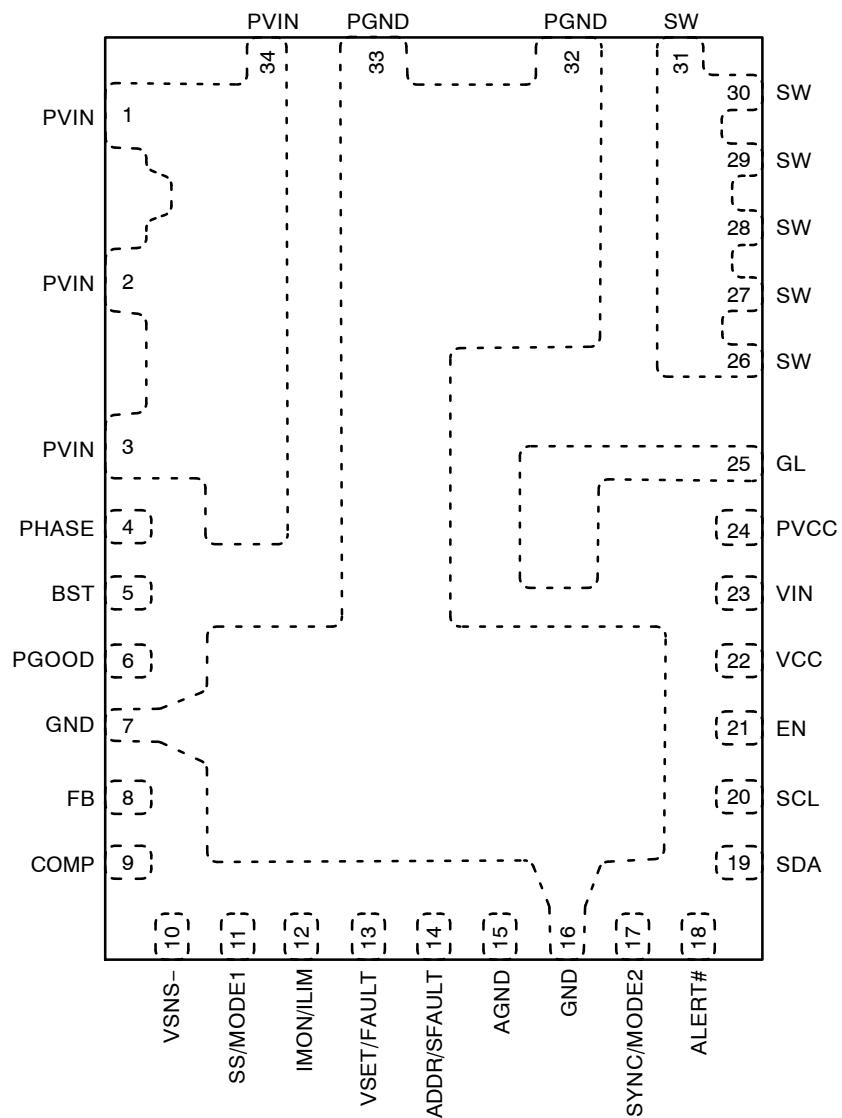 PVIN PGND PGND SW
34 33 32 31
30 SW
PVIN 1
29 SW
28 SW
PVIN 2
27 SW
26 SW
PVIN 3
25 GL
PHASE 4
24 PVCC
BST 5
23 VIN
PGOOD 6
22 VCC
GND 7
21 EN
FB 8
20 SCL
COMP 9
19 SDA
10 11 12 13 14 15 16 17 18
VSNS−
SS/MODE1
IMON/ILIM
VSET/FAULT
ADDR/SFAULT
AGND
GND
SYNC/MODE2
ALERT#